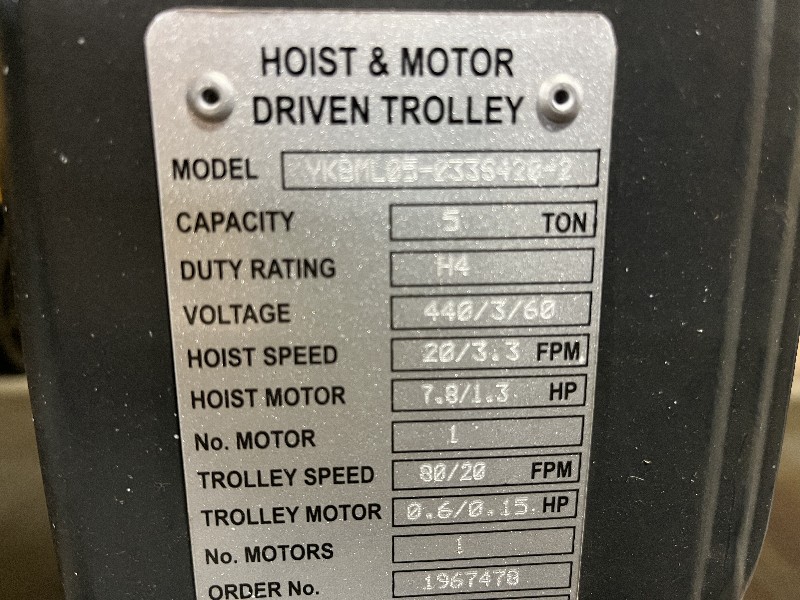 HOIST & MOTOR
DRIVEN TROLLEY
MODEL YKBML05-033S420-2
CAPACITY 5 TON
DUTY RATING H4
VOLTAGE 440/3/60
HOIST SPEED 20/3.3 FPM
HOIST MOTOR 7.8/1.3 HP
No. MOTOR 1
TROLLEY SPEED 80/20 FPM
TROLLEY MOTOR 0.6/0.15 HP
No. MOTORS 1
ORDER No. 1967478